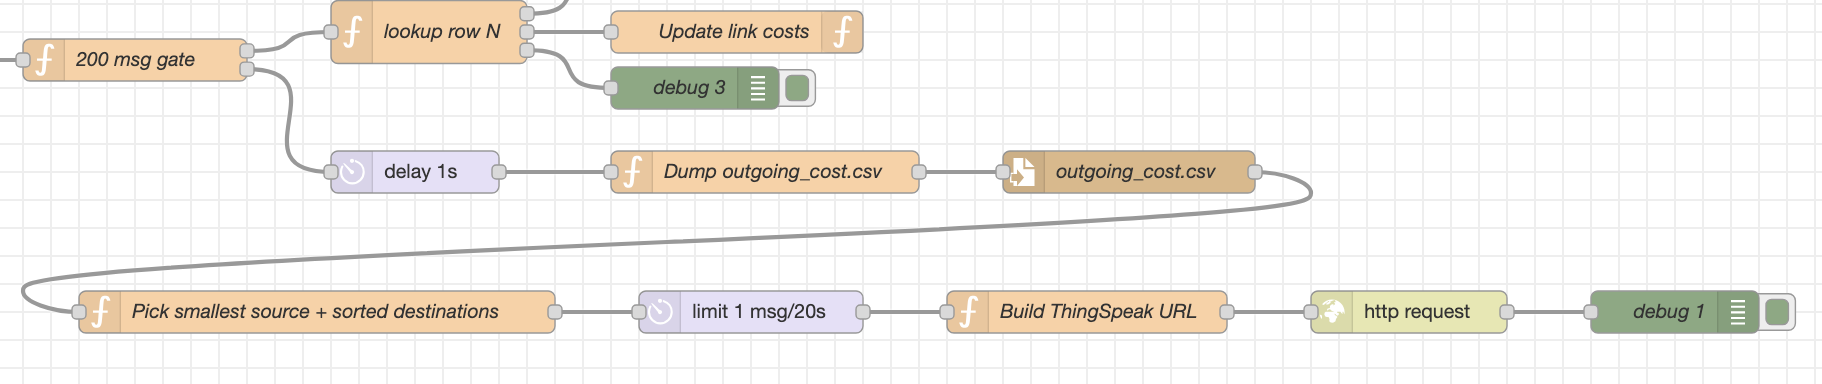 200 msg gate
lookup row N
Update link costs
debug 3
delay 1s
Dump outgoing_cost.csv
outgoing_cost.csv
Pick smallest source + sorted destinations
limit 1 msg/20s
Build ThingSpeak URL
http request
debug 1